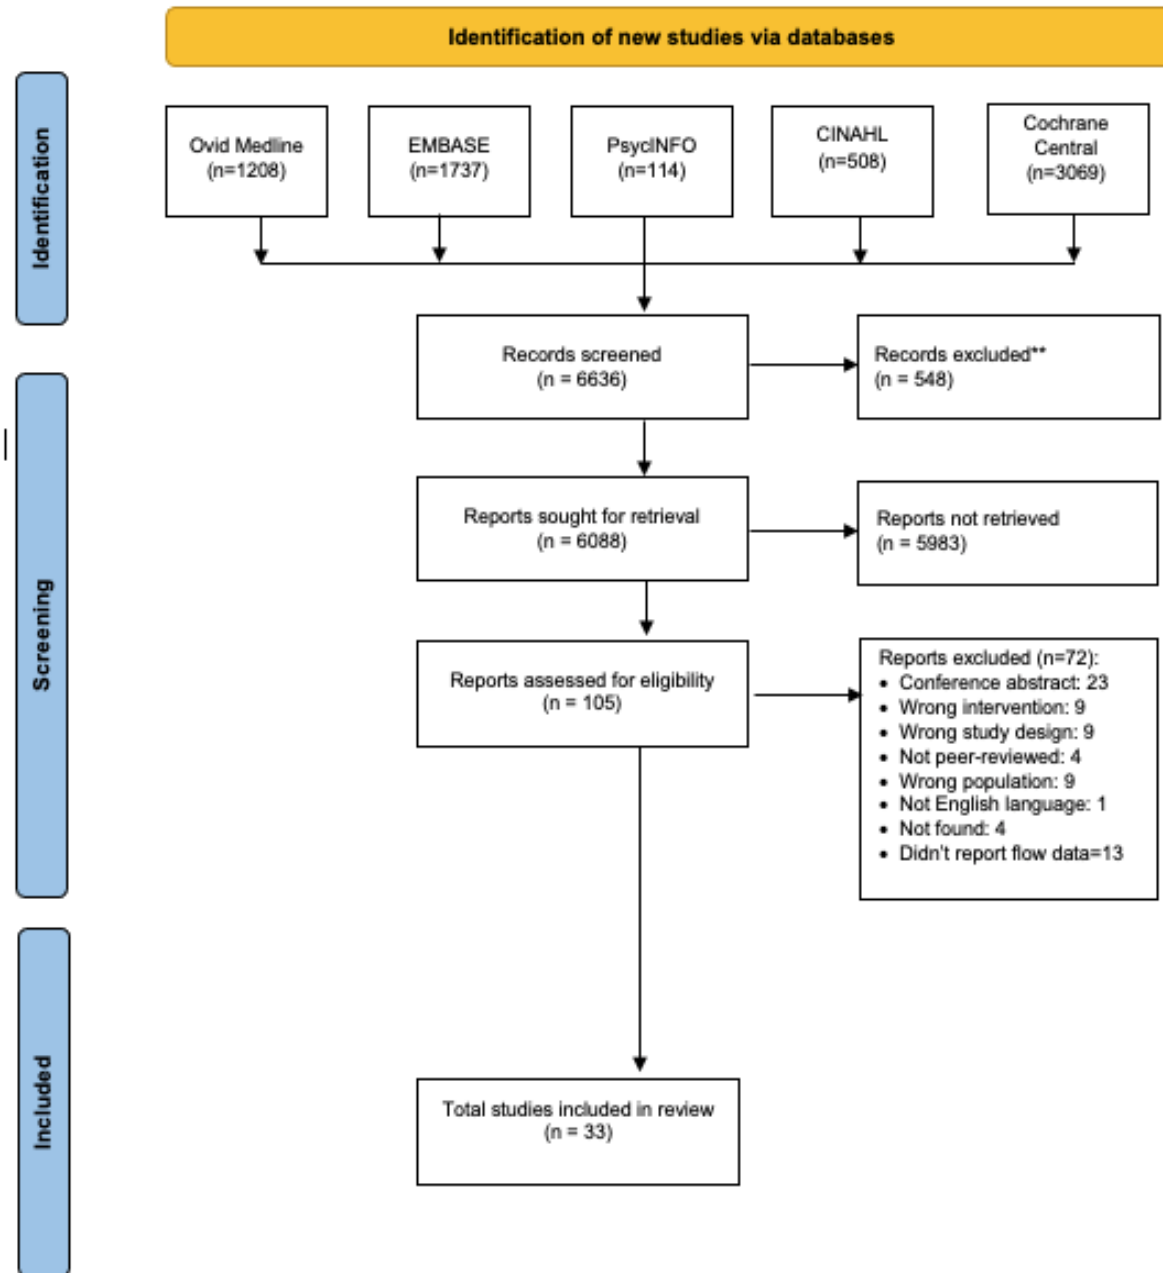 Identification of new studies via databases
Identification
Ovid Medline
(n=1208)
EMBASE
(n=1737)
PsycINFO
(n=114)
CINAHL
(n=508)
Cochrane
Central
(n=3069)
Records screened
(n = 6636)
Records excluded**
(n = 548)
Screening
Reports sought for retrieval
(n = 6088)
Reports not retrieved
(n = 5983)
Reports assessed for eligibility
(n = 105)
Reports excluded (n=72):
• Conference abstract: 23
• Wrong intervention: 9
• Wrong study design: 9
• Not peer-reviewed: 4
• Wrong population: 9
• Not English language: 1
• Not found: 4
• Didn't report flow data=13
Included
Total studies included in review
(n = 33)